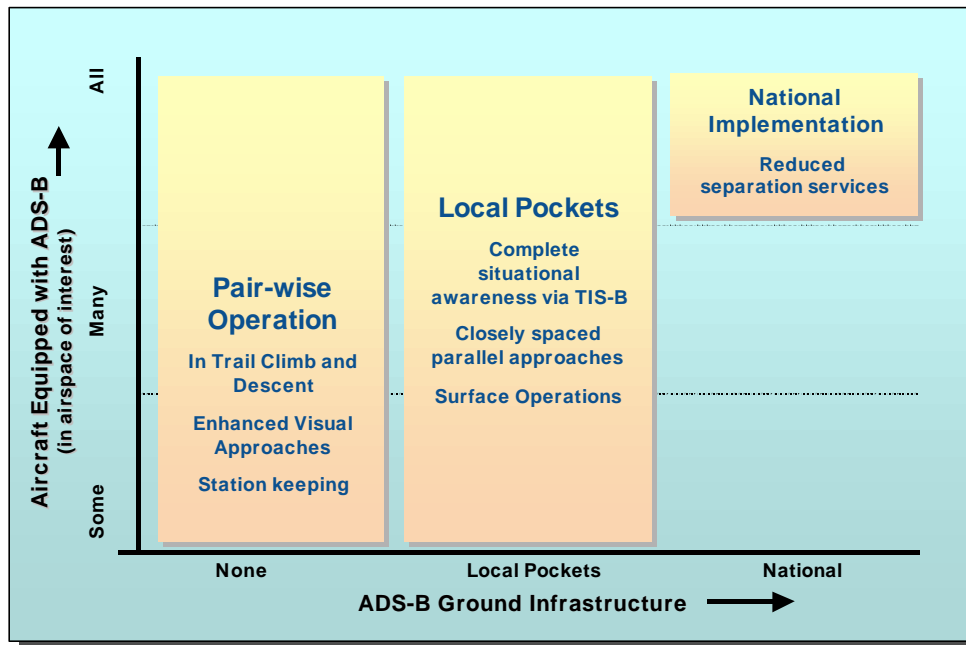 Aircraft Equipped with ADS-B
(in airspace of interest)
All
Many
Some
Pair-wise
Operation
In Trail Climb and
Descent
Enhanced Visual
Approaches
Station keeping
Local Pockets
Complete
situational
awareness via TIS-B
Closely spaced
parallel approaches
Surface Operations
National
Implementation
Reduced
separation services
None
Local Pockets
National
ADS-B Ground Infrastructure